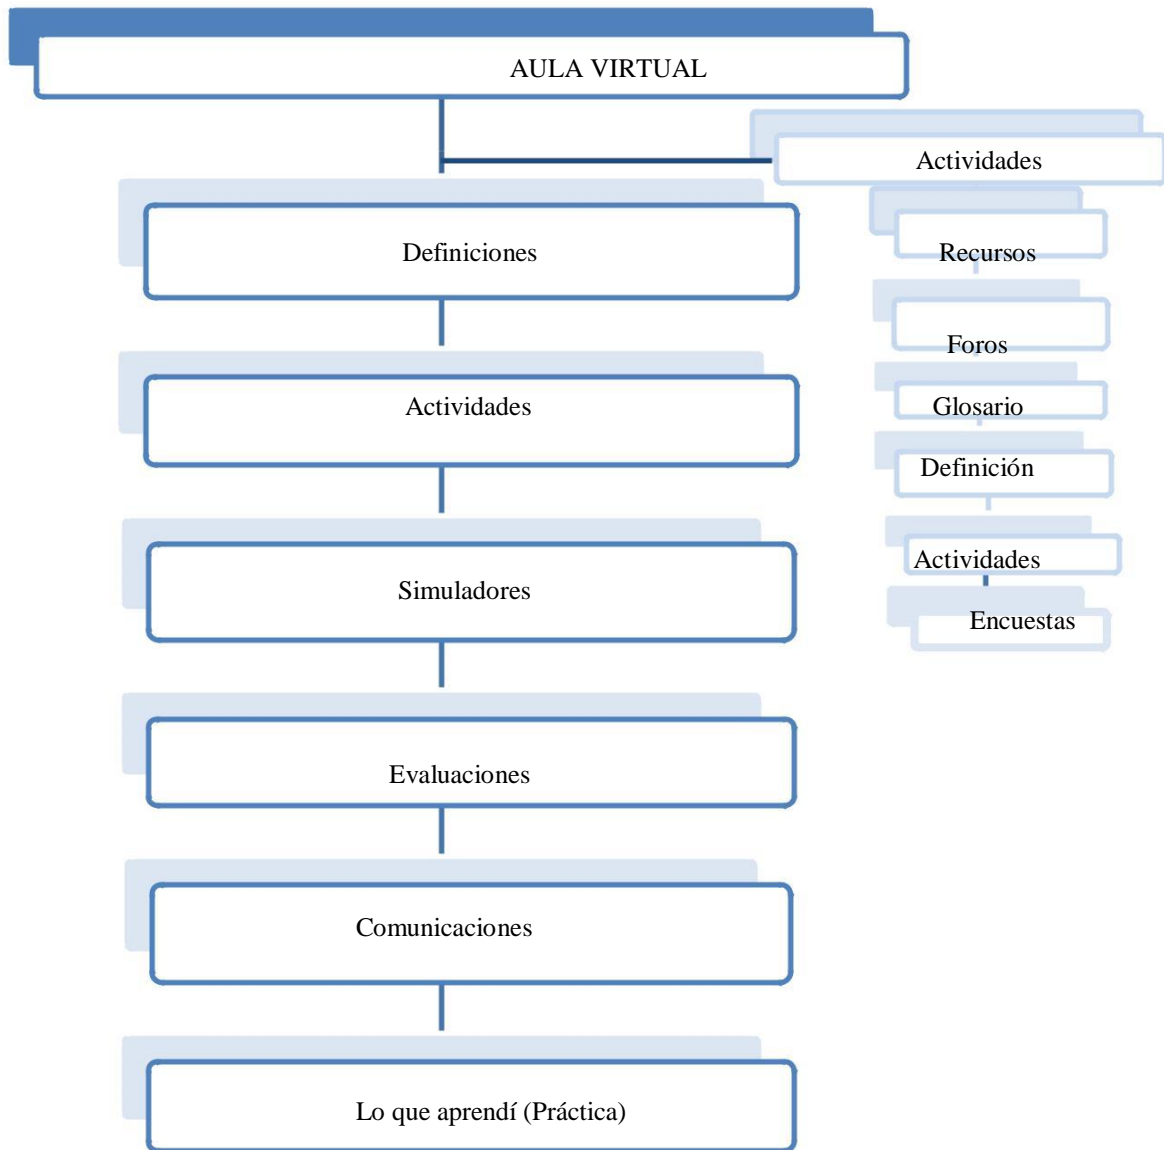 AULA VIRTUAL
Actividades
Recursos
Foros
Glosario
Definición
Actividades
Encuestas
Definiciones
Actividades
Simuladores
Evaluaciones
Comunicaciones
Lo que aprendí (Práctica)